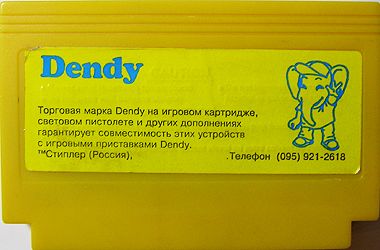 Dendy
Торговая марка Dendy на игровом картридже,
световом пистолете и других дополнениях
гарантирует совместимость этих устройств
с игровыми приставками Dendy.
™Стиплер (Россия), .Телефон (095) 921-2618